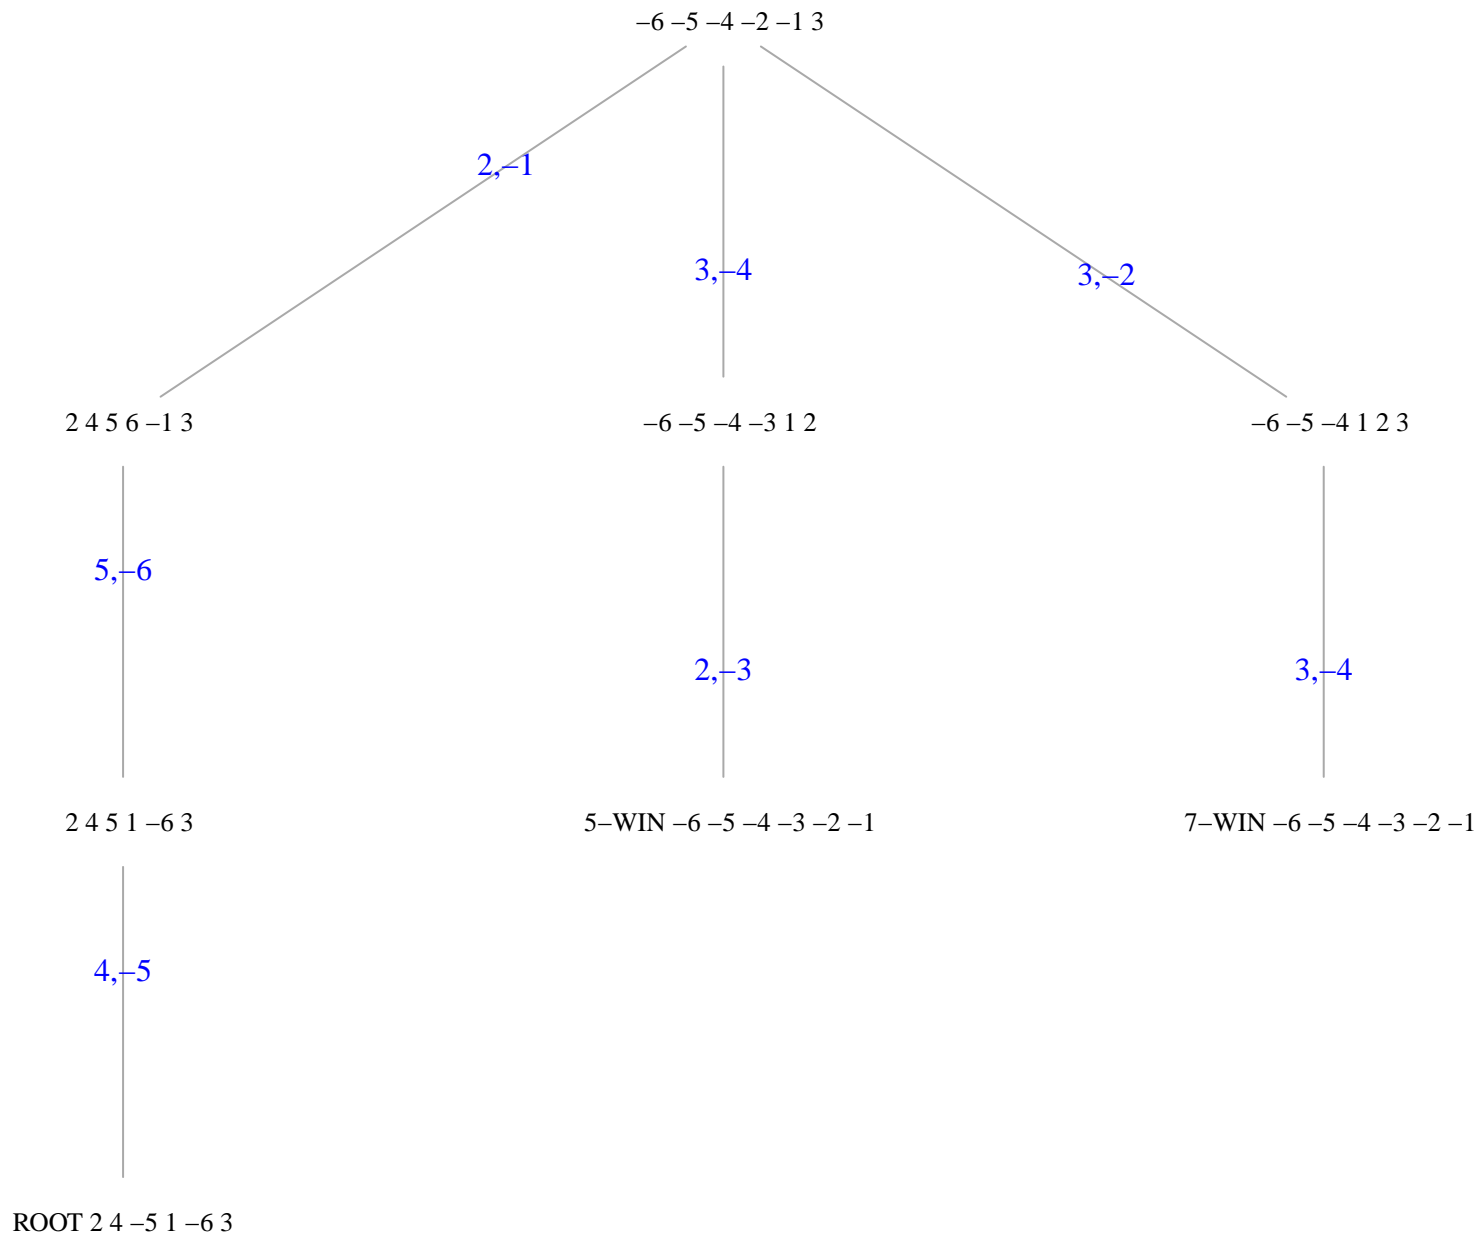 –6 –5 –4 –2 –1 3
2,–1
3,–4
3,–2
2 4 5 6 –1 3
–6 –5 –4 –3 1 2
–6 –5 –4 1 2 3
5,–6
2,–3
3,–4
2 4 5 1 –6 3
5–WIN –6 –5 –4 –3 –2 –1
7–WIN –6 –5 –4 –3 –2 –1
4,–5
ROOT 2 4 –5 1 –6 3